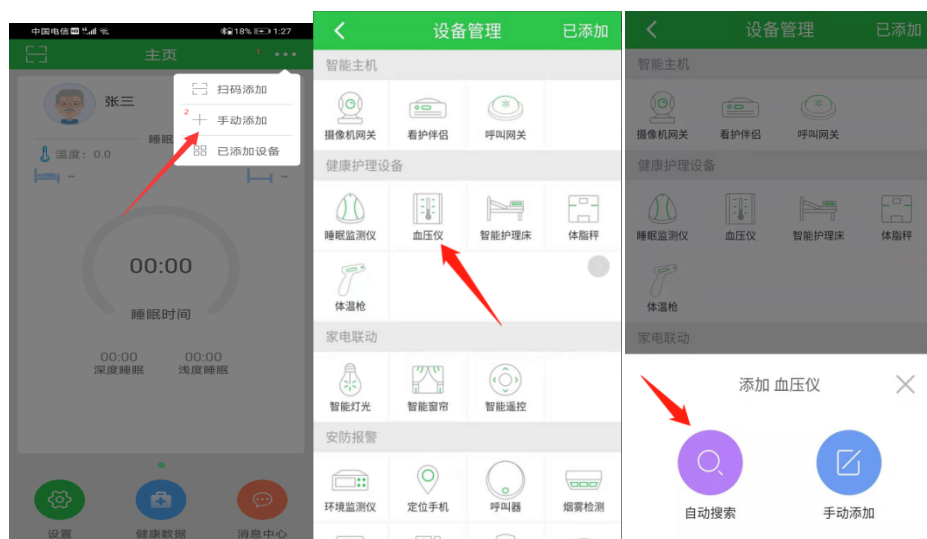 中国电信 18% 1:27
主页 1
张三
扫码添加
2 手动添加
睡眠
已添加设备
温度: 0.0
--
--
00:00
睡眠时间
00:00 00:00
深度睡眠 浅度睡眠
设置 健康数据 消息中心
设备管理 已添加
智能主机
摄像机网关 看护伴侣 呼叫网关
健康护理设备
睡眠监测仪 血压仪 智能护理床 体脂秤
体温枪
家电联动
智能灯光 智能窗帘 智能遥控
安防报警
环境监测仪 定位手机 呼叫器 烟雾检测
设备管理 已添加
智能主机
摄像机网关 看护伴侣 呼叫网关
健康护理设备
睡眠监测仪 血压仪 智能护理床 体脂秤
体温枪
家电联动
添加 血压仪
自动搜索 手动添加